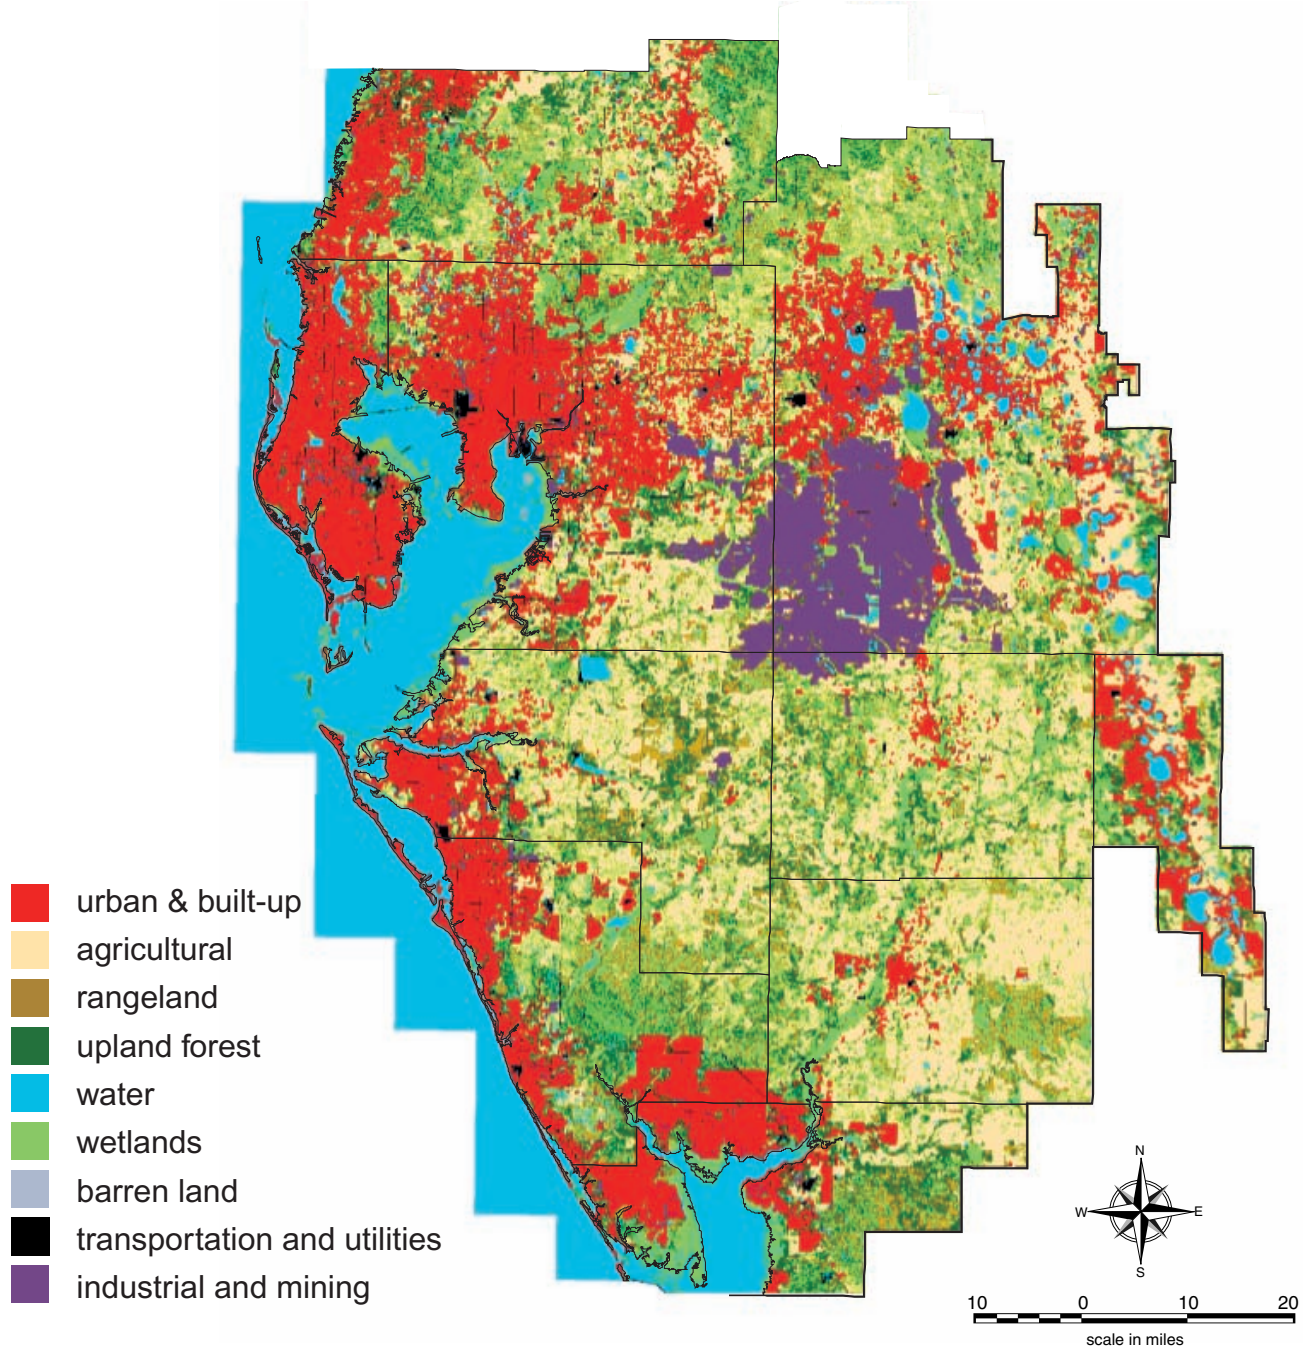 urban & built-up
agricultural
rangeland
upland forest
water
wetlands
barren land
transportation and utilities
industrial and mining
N
W E
S
10 0 10 20
scale in miles